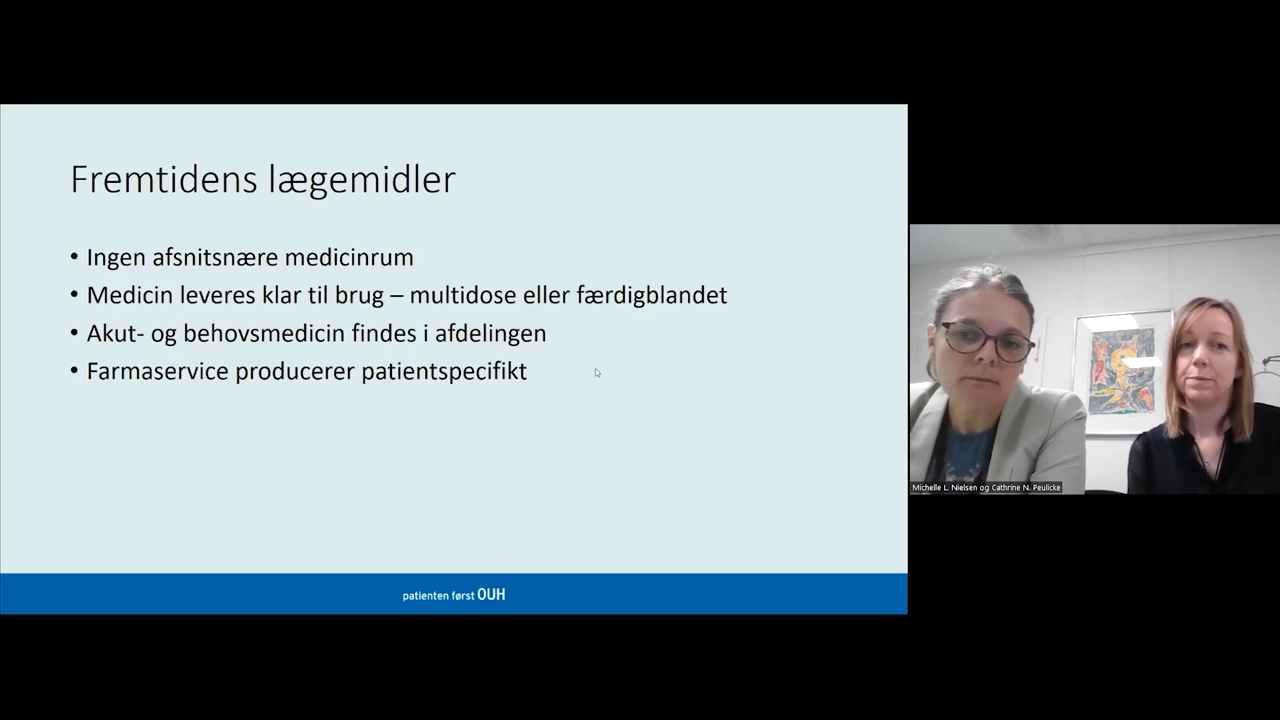 Fremtidens lægemidler
• Ingen afsnitsnære medicinrum
• Medicin leveres klar til brug – multidose eller færdigblandet
• Akut- og behovsmedicin findes i afdelingen
• Farmaservice producerer patientspecifikt
patienten først OUH
Michelle L. Nielsen og Cathrine N. Peulicke